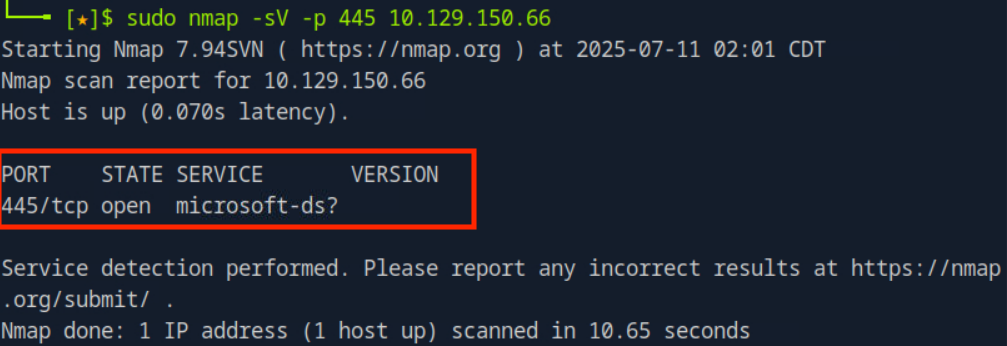 └──╼ [★]$ sudo nmap -sV -p 445 10.129.150.66
Starting Nmap 7.94SVN ( https://nmap.org ) at 2025-07-11 02:01 CDT
Nmap scan report for 10.129.150.66
Host is up (0.070s latency).
PORT    STATE SERVICE       VERSION
445/tcp open  microsoft-ds?
Service detection performed. Please report any incorrect results at https://nmap
.org/submit/ .
Nmap done: 1 IP address (1 host up) scanned in 10.65 seconds